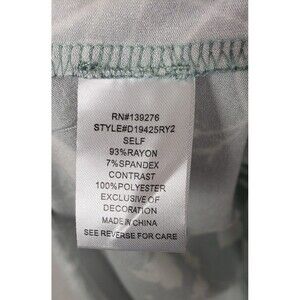 RN#139276
STYLE#D19425RY2
SELF
93%RAYON
7%SPANDEX
CONTRAST
100%POLYESTER
EXCLUSIVE OF
DECORATION
MADE IN CHINA
SEE REVERSE FOR CARE